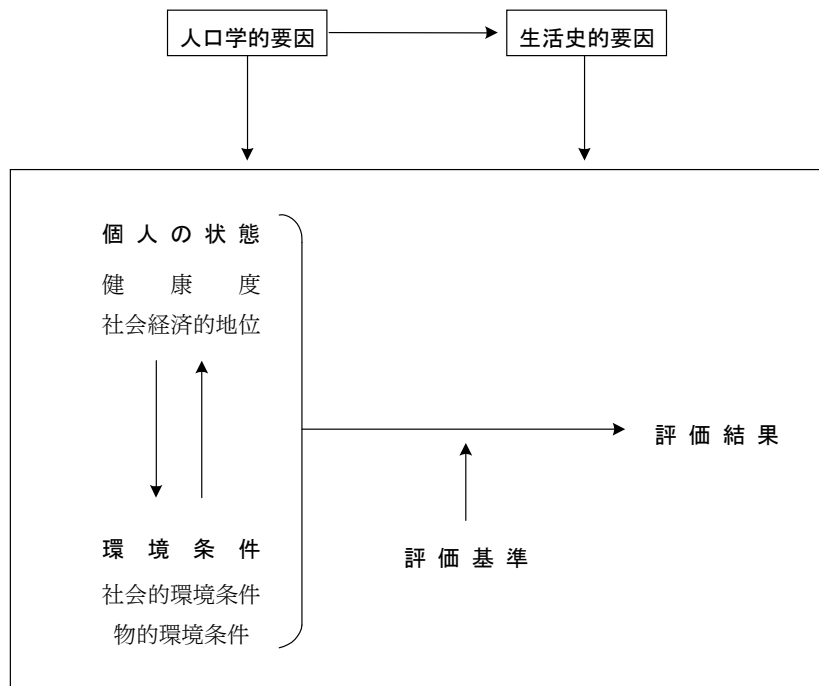 人口学的要因
生活史的要因
個人の状態
健康度
社会経済的地位
評価結果
環境条件
評価基準
社会的環境条件
物的環境条件